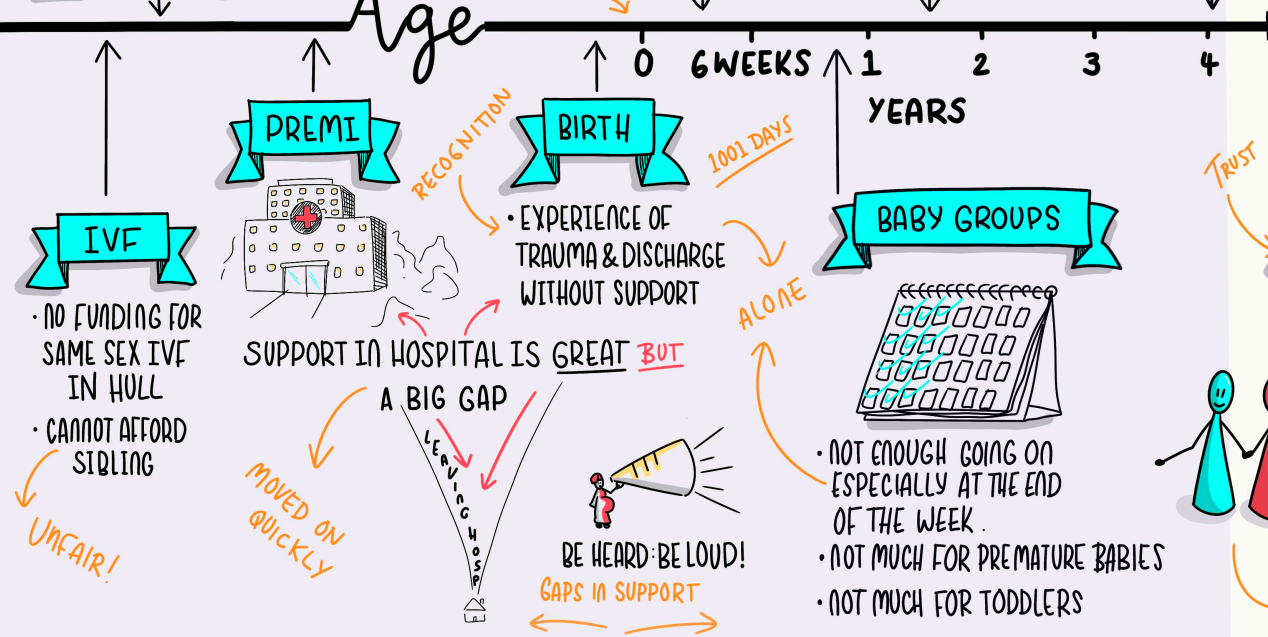 Age
0
6 WEEKS
1
2
3
4
YEARS
PREMI
RECOGNITION
BIRTH
1001 DAYS
TRUST
IVF
BABY GROUPS
• EXPERIENCE OF
TRAUMA & DISCHARGE
WITHOUT SUPPORT
ALONE
• NO FUNDING FOR
SAME SEX IVF
IN HULL
• CANNOT AFFORD
SIBLING
UNFAIR!
SUPPORT IN HOSPITAL IS GREAT BUT
A BIG GAP
LEAVING HOSP
MOVED ON
QUICKLY
BE HEARD: BE LOUD!
GAPS IN SUPPORT
• NOT ENOUGH GOING ON
ESPECIALLY AT THE END
OF THE WEEK.
• NOT MUCH FOR PREMATURE BABIES
• NOT MUCH FOR TODDLERS